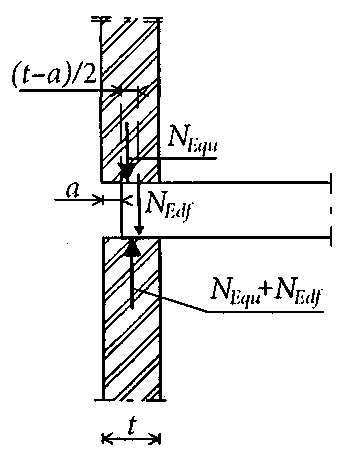 (t–a)/2
N_Equ
a
N_Edf
N_Equ+N_Edf
t